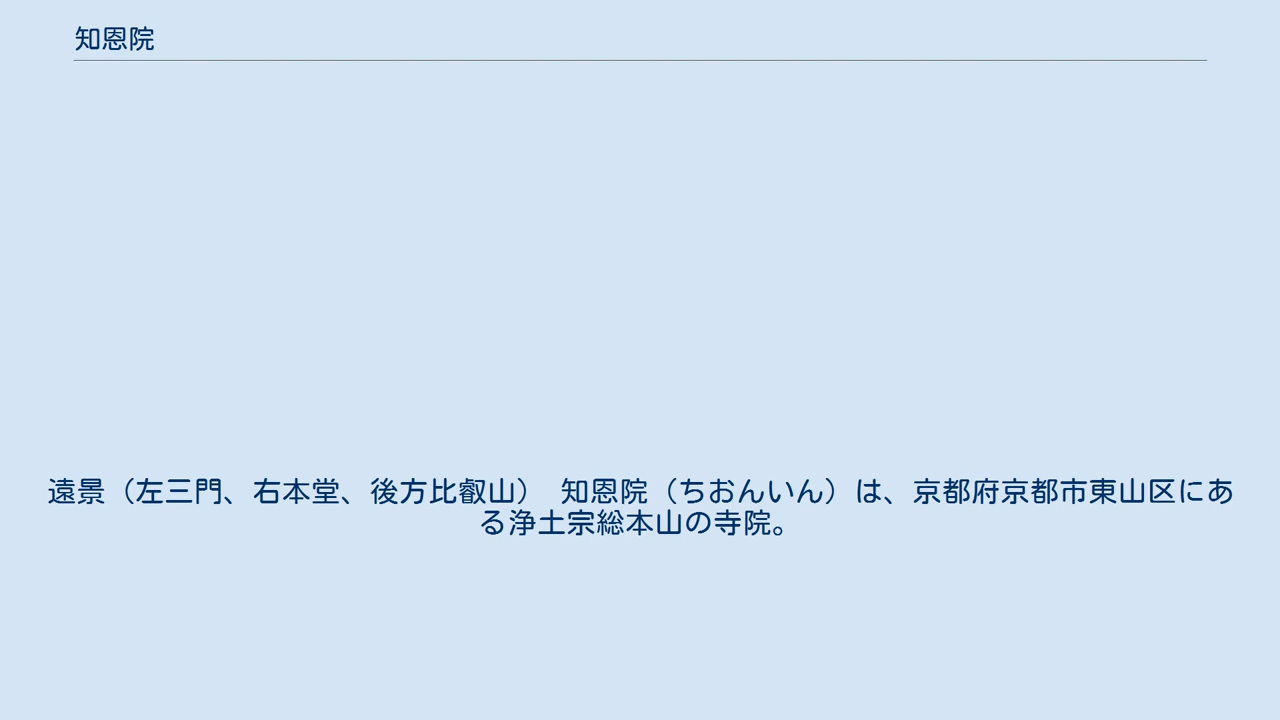 知恩院
遠景（左三門、右本堂、後方比叡山）　知恩院（ちおんいん）は、京都府京都市東山区にあ
る浄土宗総本山の寺院。